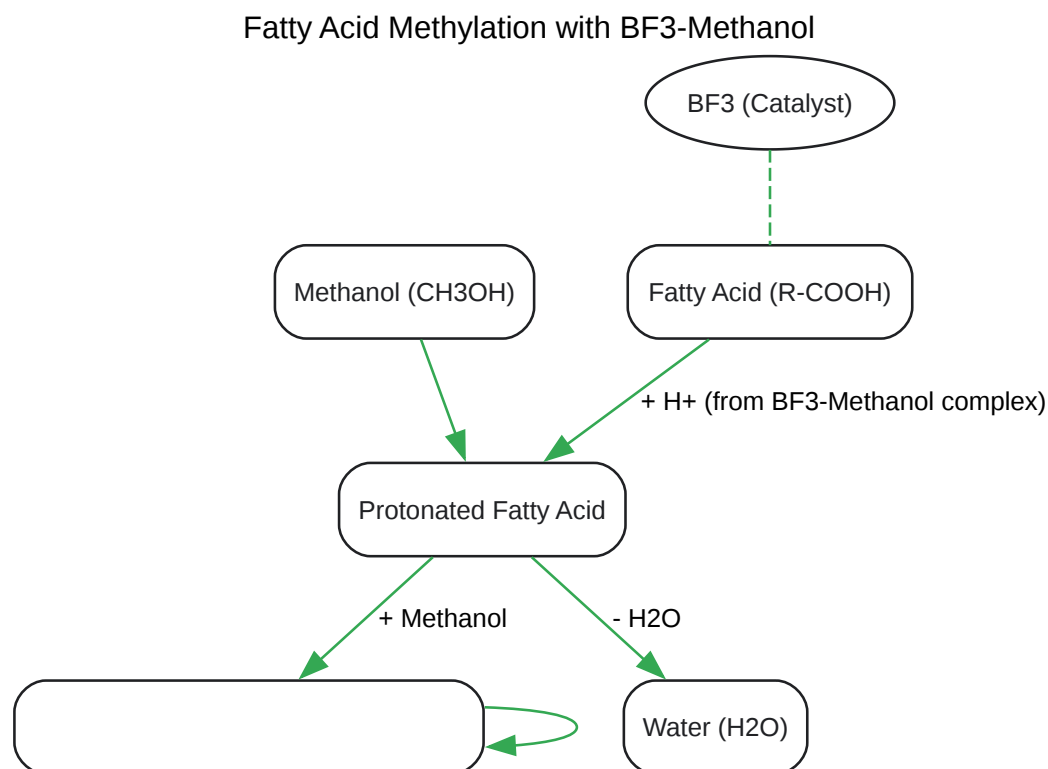 Fatty Acid Methylation with BF3-Methanol
BF3 (Catalyst)
Methanol (CH3OH)
Fatty Acid (R-COOH)
+ H+ (from BF3-Methanol complex)
Protonated Fatty Acid
+ Methanol
- H2O
Water (H2O)